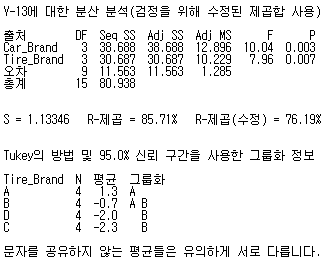 Y-13에 대한 분산 분석(검정을 위해 수정된 제곱합 사용)
출처 DF Seq SS Adj SS Adj MS F P
Car_Brand 3 38.688 38.688 12.896 10.04 0.003
Tire_Brand 3 30.687 30.687 10.229 7.96 0.007
오차 9 11.563 11.563 1.285
총계 15 80.938
S = 1.13346 R-제곱 = 85.71% R-제곱(수정) = 76.19%
Tukey의 방법 및 95.0% 신뢰 구간을 사용한 그룹화 정보
Tire_Brand N 평균 그룹화
A 4 1.3 A
B 4 -0.7 A B
D 4 -2.0 B
C 4 -2.3 B
문자를 공유하지 않는 평균들은 유의하게 서로 다릅니다.